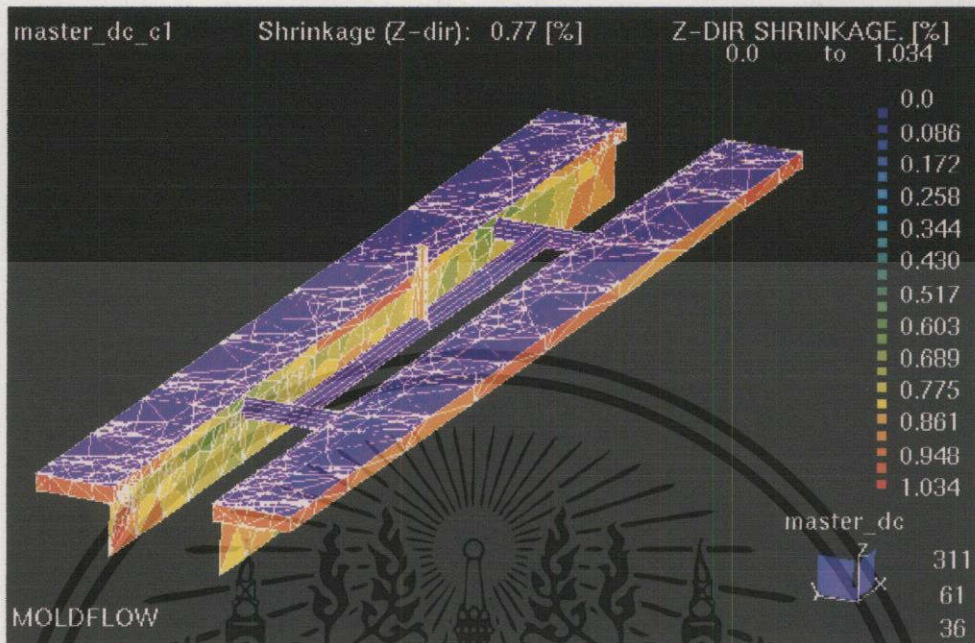 master_dc_c1 Shrinkage (Z-dir): 0.77 [%] Z-DIR SHRINKAGE. [%]
0.0 to 1.034
0.0
0.086
0.172
0.258
0.344
0.430
0.517
0.603
0.689
0.775
0.861
0.948
1.034
master_dc
Z
Y X
311
61
36
MOLDFLOW